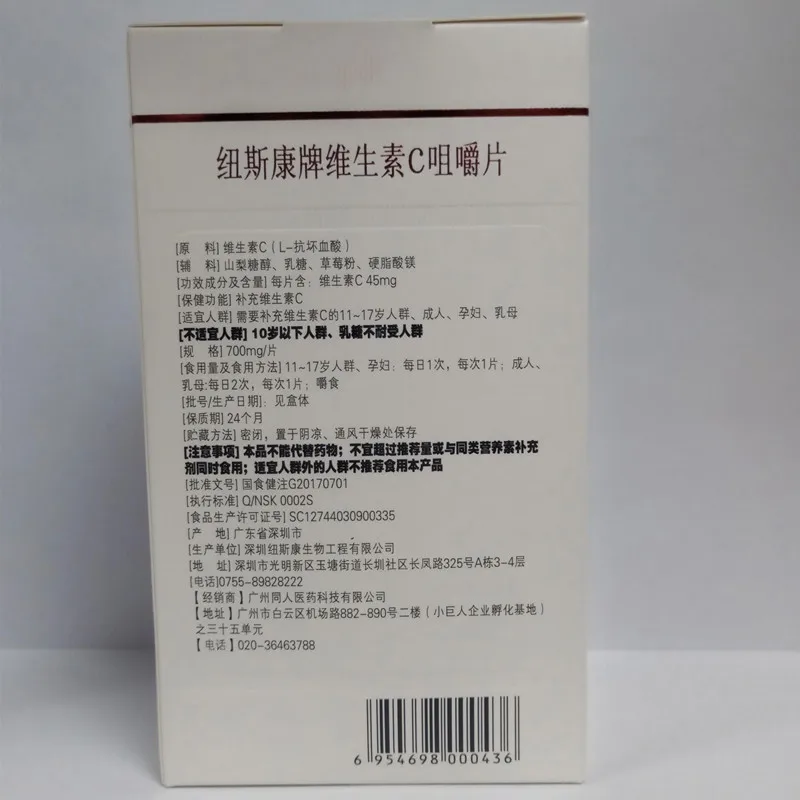 纽斯康牌维生素C咀嚼片
[原 料] 维生素C（L-抗坏血酸）
[辅 料] 山梨糖醇、乳糖、草莓粉、硬脂酸镁
[功效成分及含量] 每片含：维生素C 45mg
[保健功能] 补充维生素C
[适宜人群] 需要补充维生素C的11~17岁人群、成人、孕妇、乳母
[不适宜人群] 10岁以下人群、乳糖不耐受人群
[规 格] 700mg/片
[食用量及食用方法] 11~17岁人群、孕妇：每日1次，每次1片；成人、
乳母:每日2次，每次1片；嚼食
[批号/生产日期]：见盒体
[保质期] 24个月
[贮藏方法] 密闭，置于阴凉、通风干燥处保存
[注意事项] 本品不能代替药物；不宜超过推荐量或与同类营养素补充
剂同时食用；适宜人群外的人群不推荐食用本产品
[批准文号] 国食健注G20170701
[执行标准] Q/NSK 0002S
[食品生产许可证号] SC12744030900335
[产 地] 广东省深圳市
[生产单位] 深圳纽斯康生物工程有限公司
[地 址] 深圳市光明新区玉塘街道长圳社区长凤路325号A栋3-4层
[电话]0755-89828222
【经销商】广州同人医药科技有限公司
【地址】广州市白云区机场路882-890号二楼（小巨人企业孵化基地）
之三十五单元
【电话】020-36463788
6 954698 000436